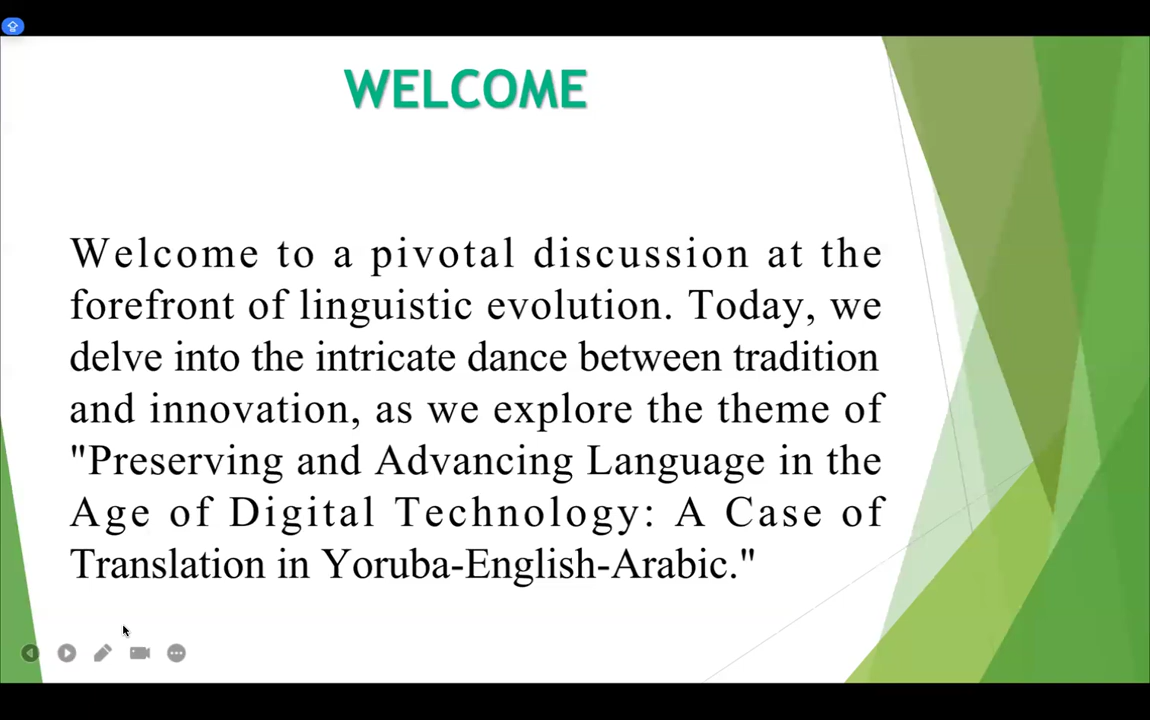 WELCOME
Welcome to a pivotal discussion at the
forefront of linguistic evolution. Today, we
delve into the intricate dance between tradition
and innovation, as we explore the theme of
"Preserving and Advancing Language in the
Age of Digital Technology: A Case of
Translation in Yoruba-English-Arabic."